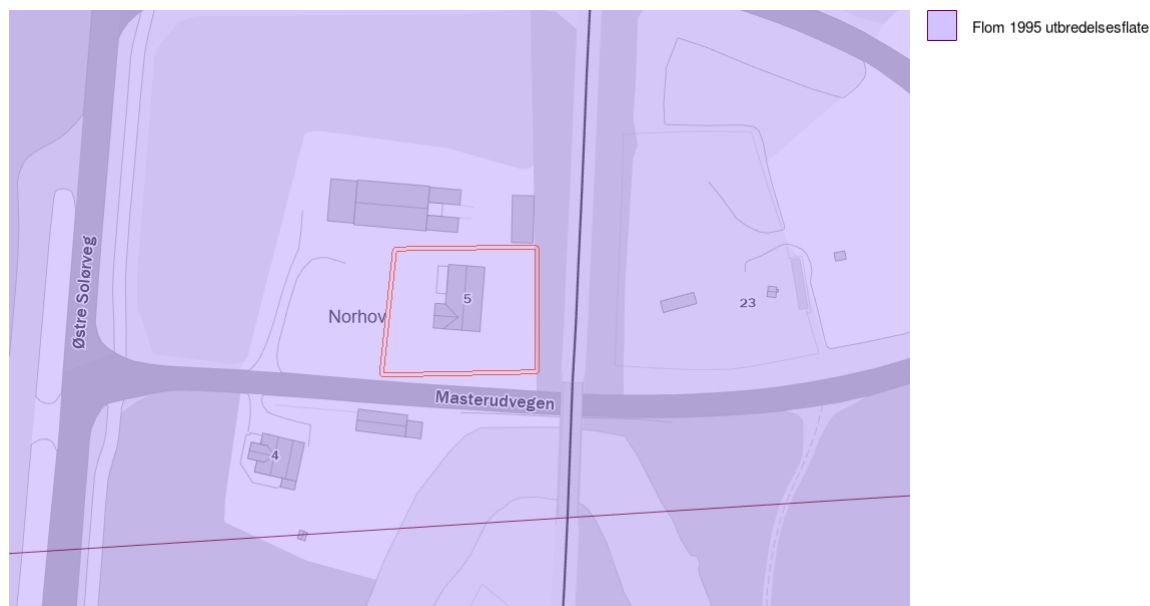 Flom 1995 utbredelsesflate
Østre Solørveg
5
23
Norhov
Masterudvegen
4